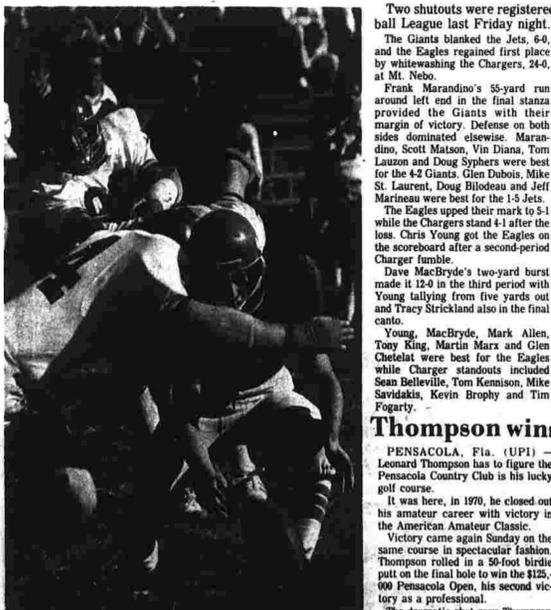 Two shutouts were registered
ball League last Friday night.
The Giants blanked the Jets, 6-0,
and the Eagles regained first place
by whitewashing the Chargers, 24-0,
at Mt. Nebo.
Frank Marandino's 55-yard run
around left end in the final stanza
provided the Giants with their
margin of victory. Defense on both
sides dominated elsewhere. Maran-
dino, Scott Matson, Vin Diana, Tom
Lauzon and Doug Syphers were best
for the 4-2 Giants. Glen Dubois, Mike
St. Laurent, Doug Bilodeau and Jeff
Marineau were best for the 1-5 Jets.
The Eagles upped their mark to 5-1
while the Chargers stand 4-1 after the
loss. Chris Young got the Eagles on
the scoreboard after a second-period
Charger fumble.
Dave MacBryde's two-yard burst
made it 12-0 in the third period with
Young tallying from five yards out
and Tracy Strickland also in the final
canto.
Young, MacBryde, Mark Allen,
Tony King, Martin Marx and Glen
Chetelat were best for the Eagles
while Charger standouts included
Sean Belleville, Tom Kennison, Mike
Savidakis, Kevin Brophy and Tim
Fogarty.
Thompson wins
PENSACOLA, Fla. (UPI) —
Leonard Thompson has to figure the
Pensacola Country Club is his lucky
golf course.
It was here, in 1970, he closed out
his amateur career with victory in
the American Amateur Classic.
Victory came again Sunday on the
same course in spectacular fashion.
Thompson rolled in a 50-foot birdie
putt on the final hole to win the $125,-
000 Pensacola Open, his second vic-
tory as a professional.